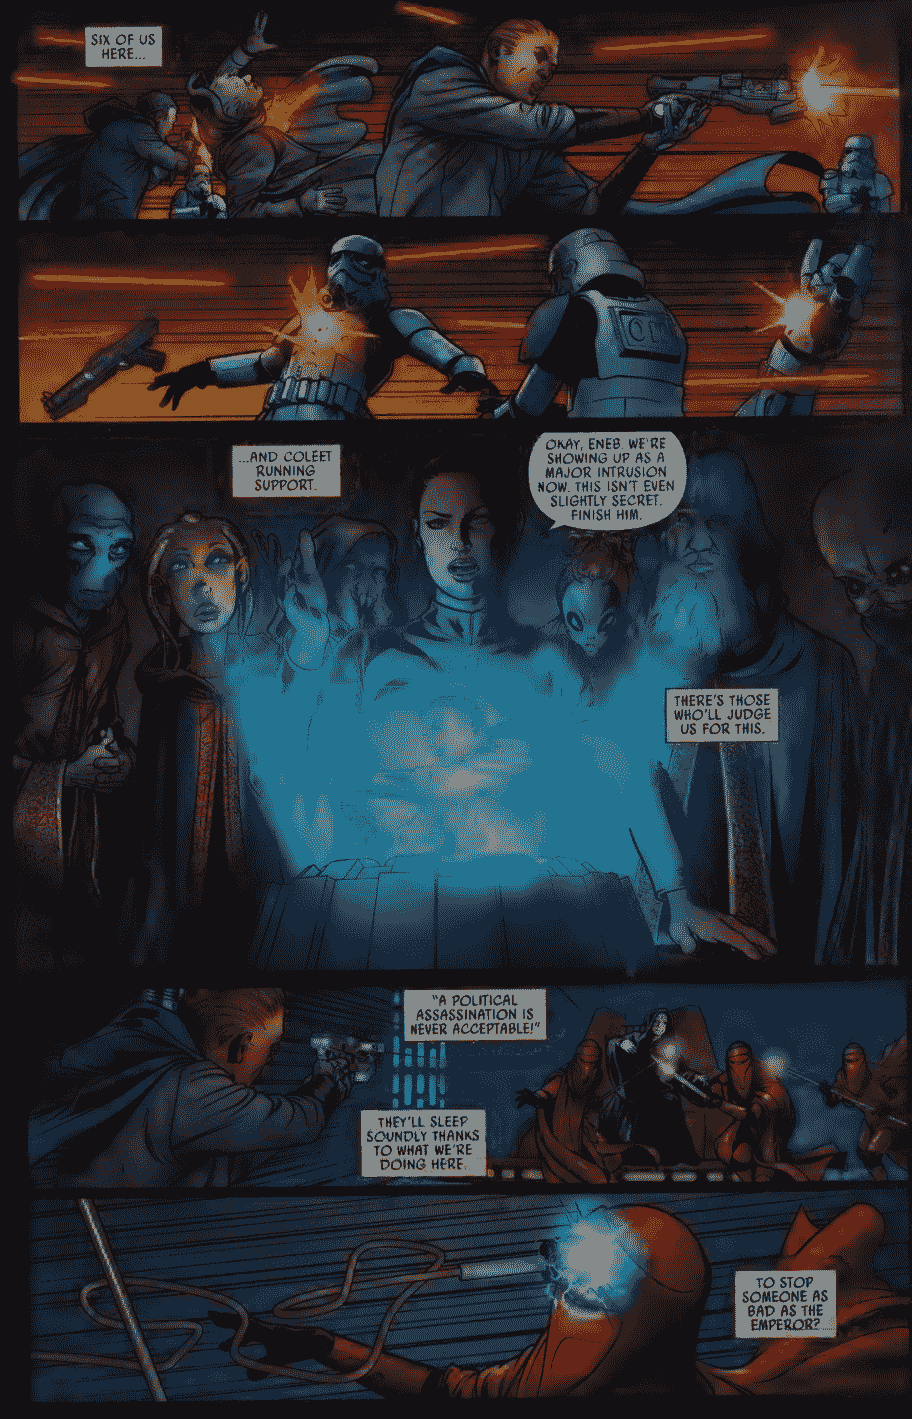 SIX OF US
HERE...
...AND COLEET
RUNNING
SUPPORT.
OKAY, ENEB. WE'RE
SHOWING UP AS A
MAJOR INTRUSION
NOW. THIS ISN'T EVEN
SLIGHTLY SECRET.
FINISH HIM.
THERE'S THOSE
WHO'LL JUDGE
US FOR THIS.
"A POLITICAL
ASSASSINATION IS
NEVER ACCEPTABLE!"
THEY'LL SLEEP
SOUNDLY THANKS
TO WHAT WE'RE
DOING HERE.
TO STOP
SOMEONE AS
BAD AS THE
EMPEROR?